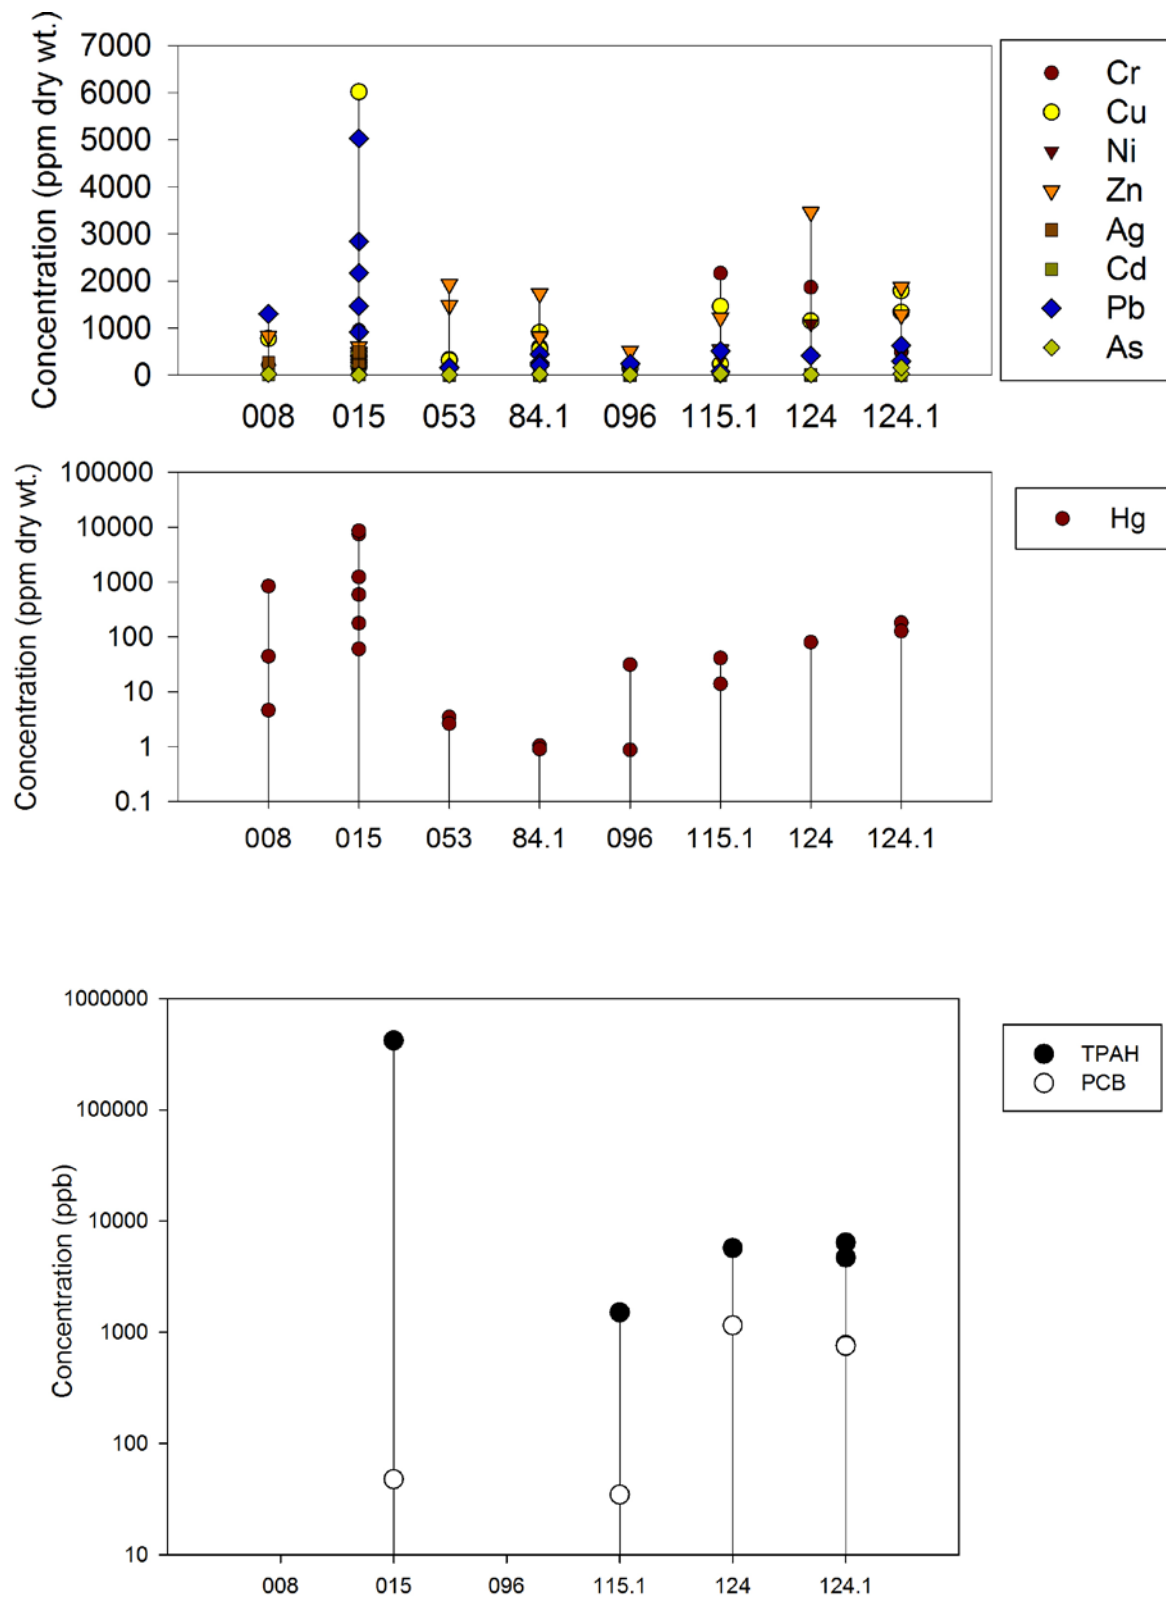 Concentration (ppm dry wt.)
7000
6000
5000
4000
3000
2000
1000
0
008 015 053 84.1 096 115.1 124 124.1
Cr
Cu
Ni
Zn
Ag
Cd
Pb
As
Concentration (ppm dry wt.)
100000
10000
1000
100
10
1
0.1
008 015 053 84.1 096 115.1 124 124.1
Hg
Concentration (ppb)
1000000
100000
10000
1000
100
10
008 015 096 115.1 124 124.1
TPAH
PCB